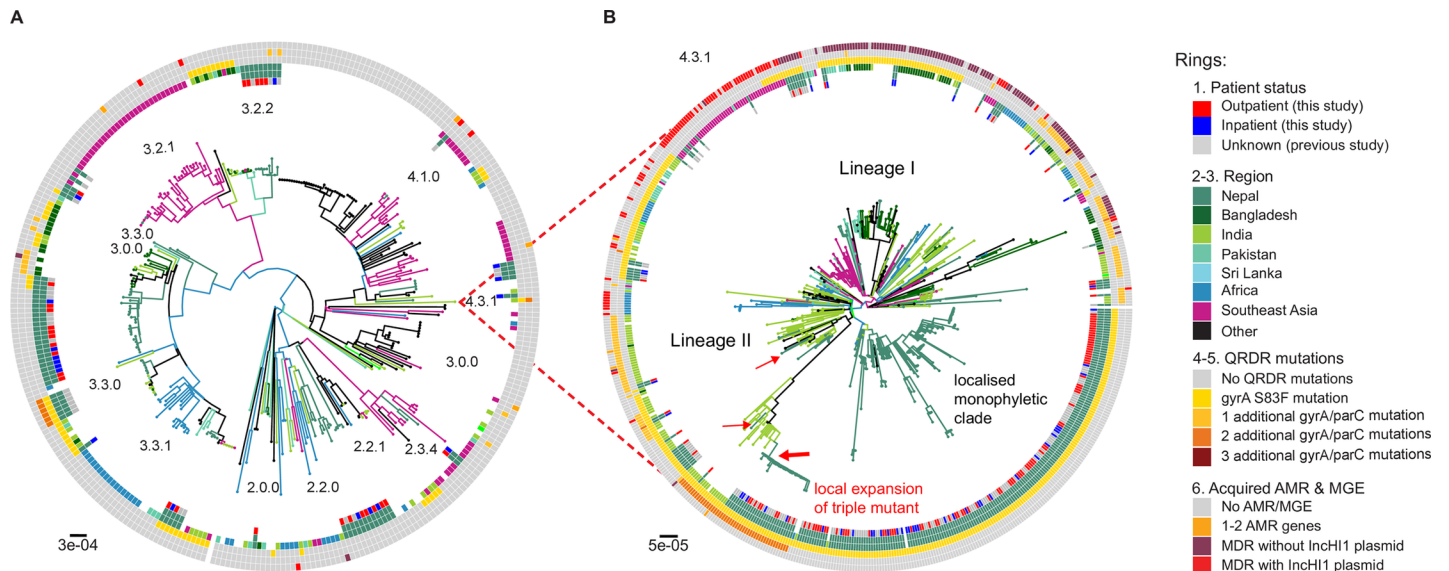 A
B
4.3.1
3.2.2
3.2.1
4.1.0
3.3.0
3.0.0
4.3.1
3.0.0
3.3.0
3.3.1
2.2.1
2.3.4
2.0.0
2.2.0
3e-04
Lineage I
Lineage II
localised
monophyletic
clade
local expansion
of triple mutant
5e-05
Rings:
1. Patient status
Outpatient (this study)
Inpatient (this study)
Unknown (previous study)
2-3. Region
Nepal
Bangladesh
India
Pakistan
Sri Lanka
Africa
Southeast Asia
Other
4-5. QRDR mutations
No QRDR mutations
gyrA S83F mutation
1 additional gyrA/parC mutation
2 additional gyrA/parC mutations
3 additional gyrA/parC mutations
6. Acquired AMR & MGE
No AMR/MGE
1-2 AMR genes
MDR without IncHI1 plasmid
MDR with IncHI1 plasmid